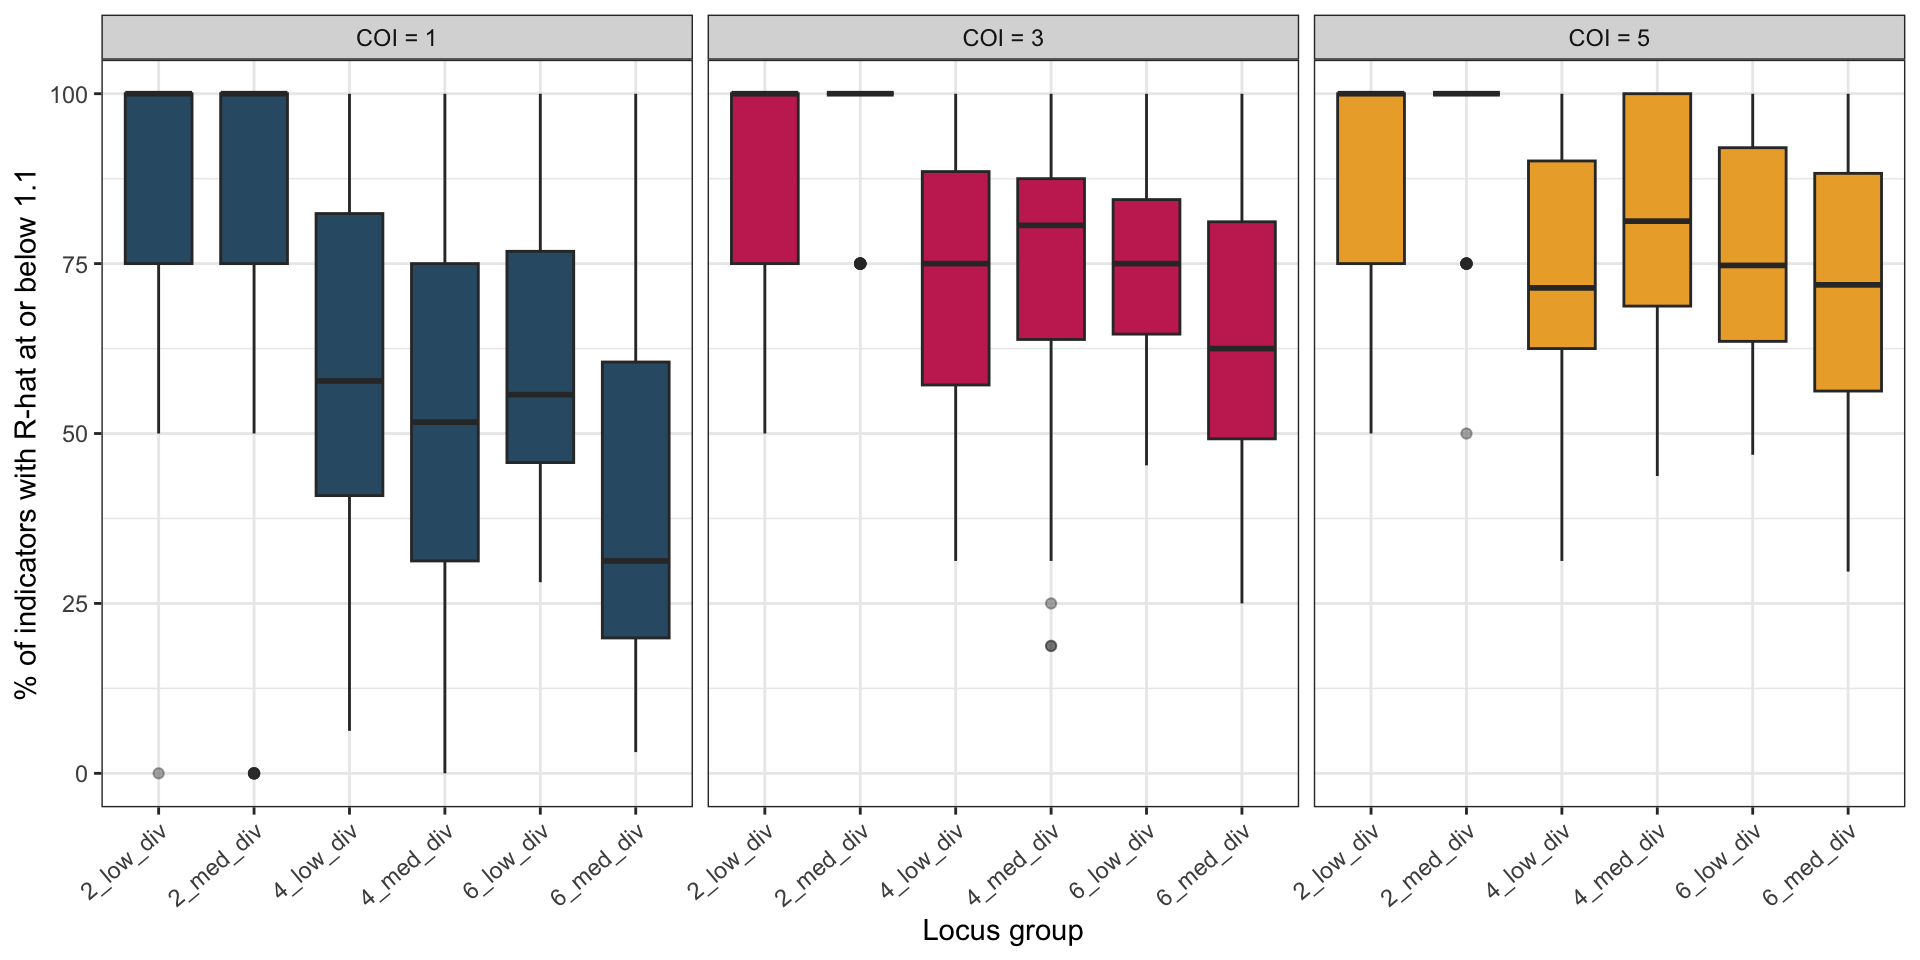 COI = 1
COI = 3
COI = 5
% of indicators with R-hat at or below 1.1
100
75
50
25
0
2_low_div
2_med_div
4_low_div
4_med_div
6_low_div
6_med_div
2_low_div
2_med_div
4_low_div
4_med_div
6_low_div
6_med_div
2_low_div
2_med_div
4_low_div
4_med_div
6_low_div
6_med_div
Locus group